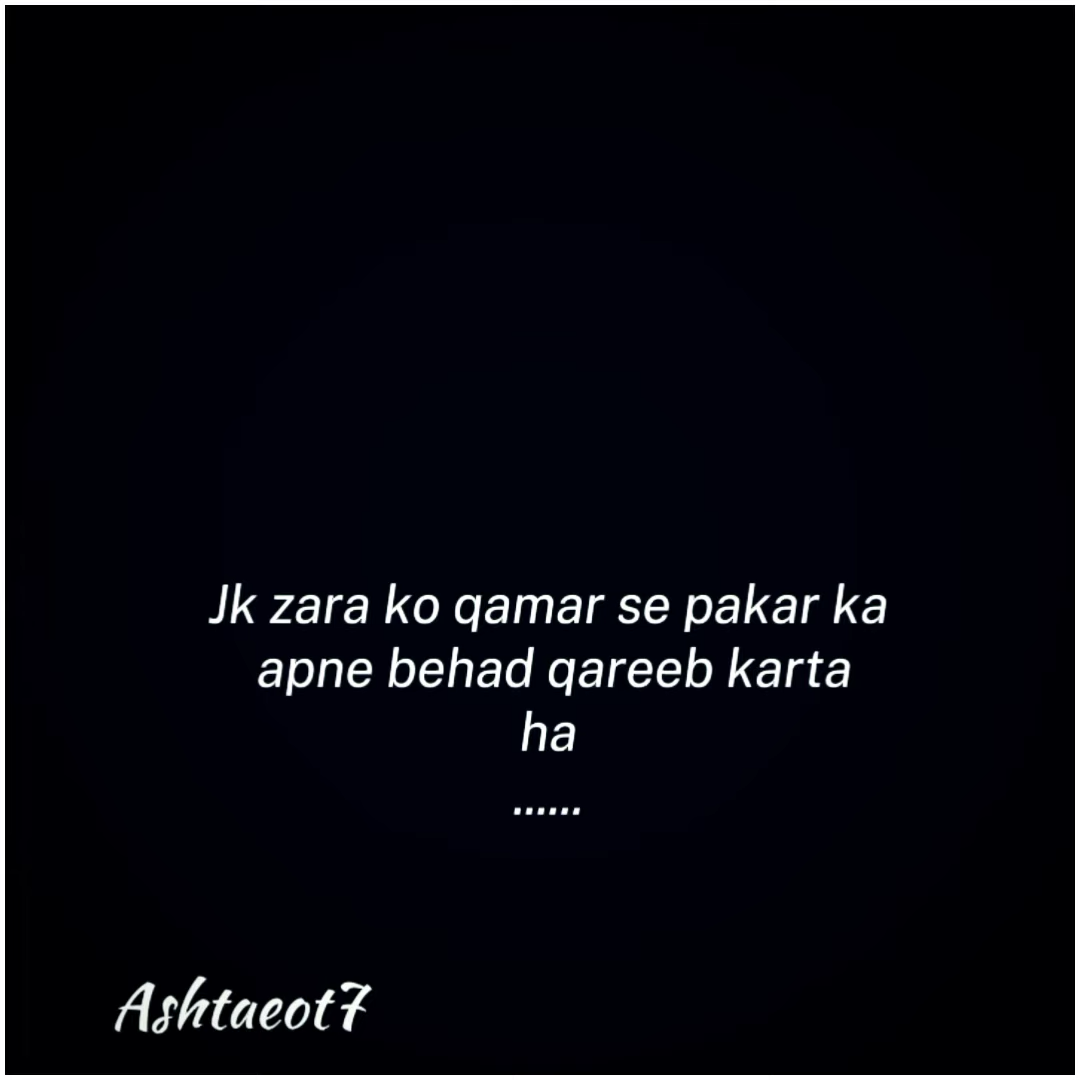 Jk zara ko qamar se pakar ka
apne behad qareeb karta
ha
......
Ashtaeot7